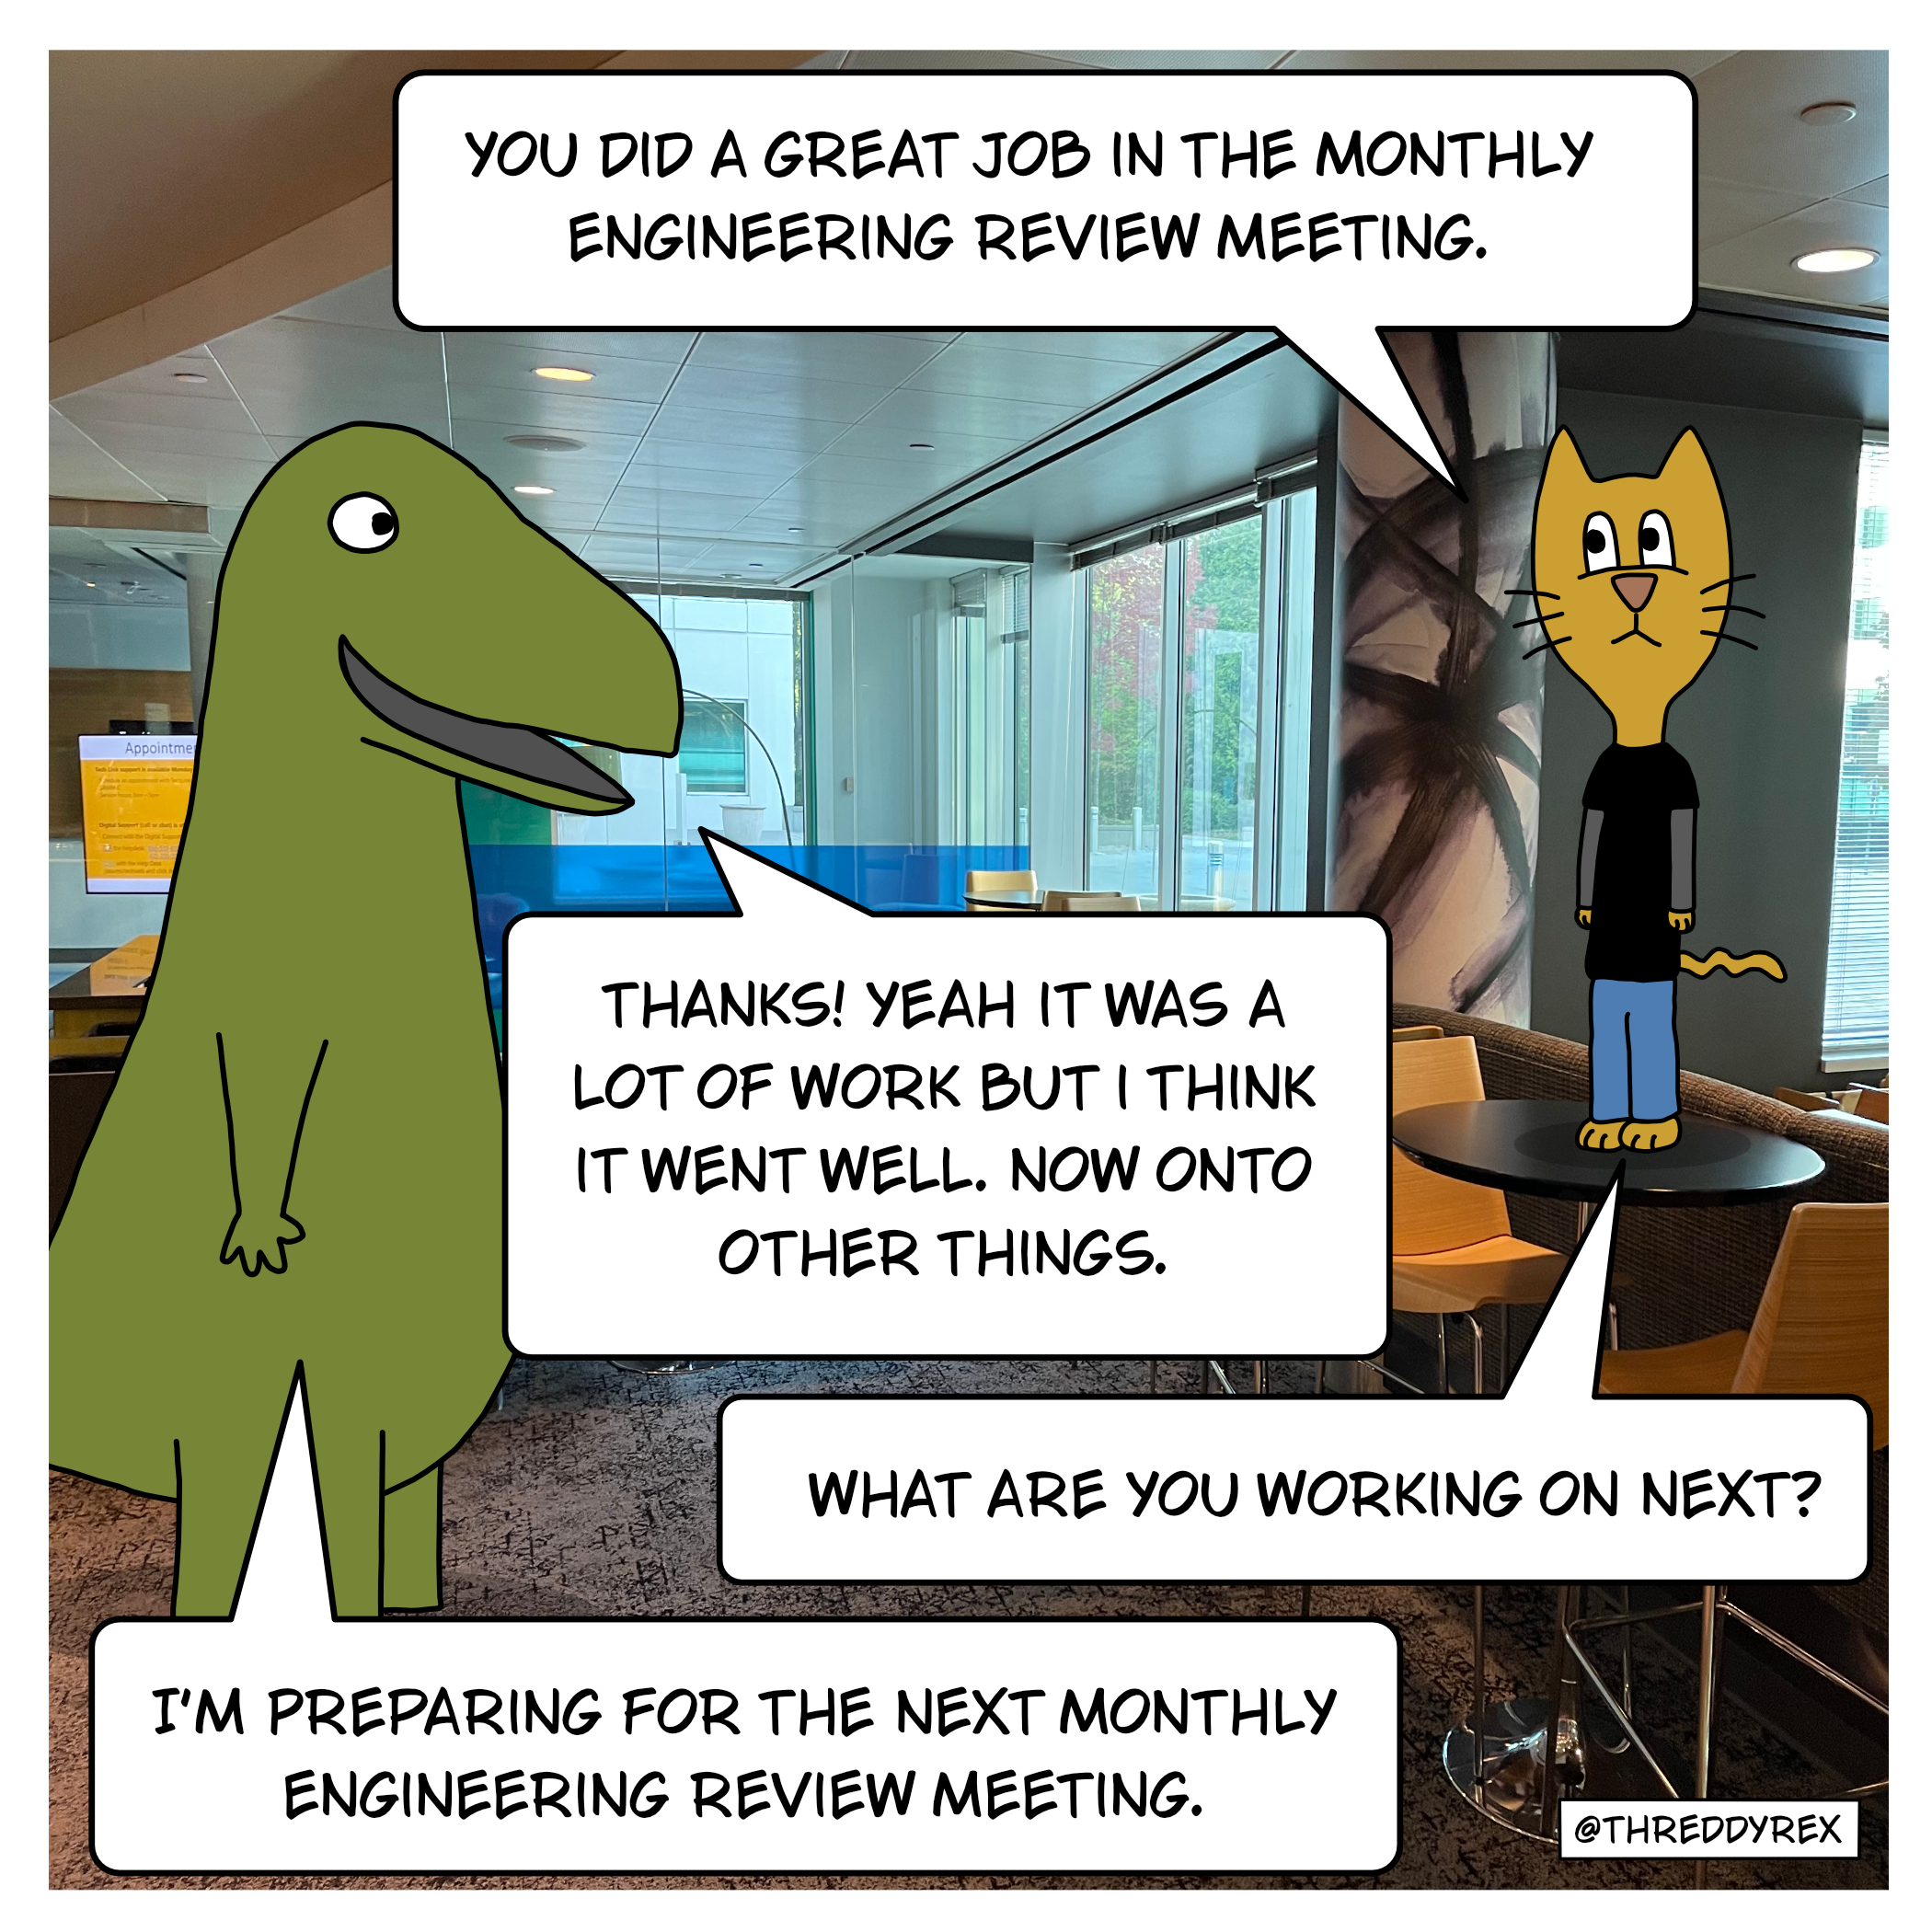 YOU DID A GREAT JOB IN THE MONTHLY
ENGINEERING REVIEW MEETING.
THANKS! YEAH IT WAS A
LOT OF WORK BUT I THINK
IT WENT WELL. NOW ONTO
OTHER THINGS.
WHAT ARE YOU WORKING ON NEXT?
I'M PREPARING FOR THE NEXT MONTHLY
ENGINEERING REVIEW MEETING.
@THREDDYREX
Appointme